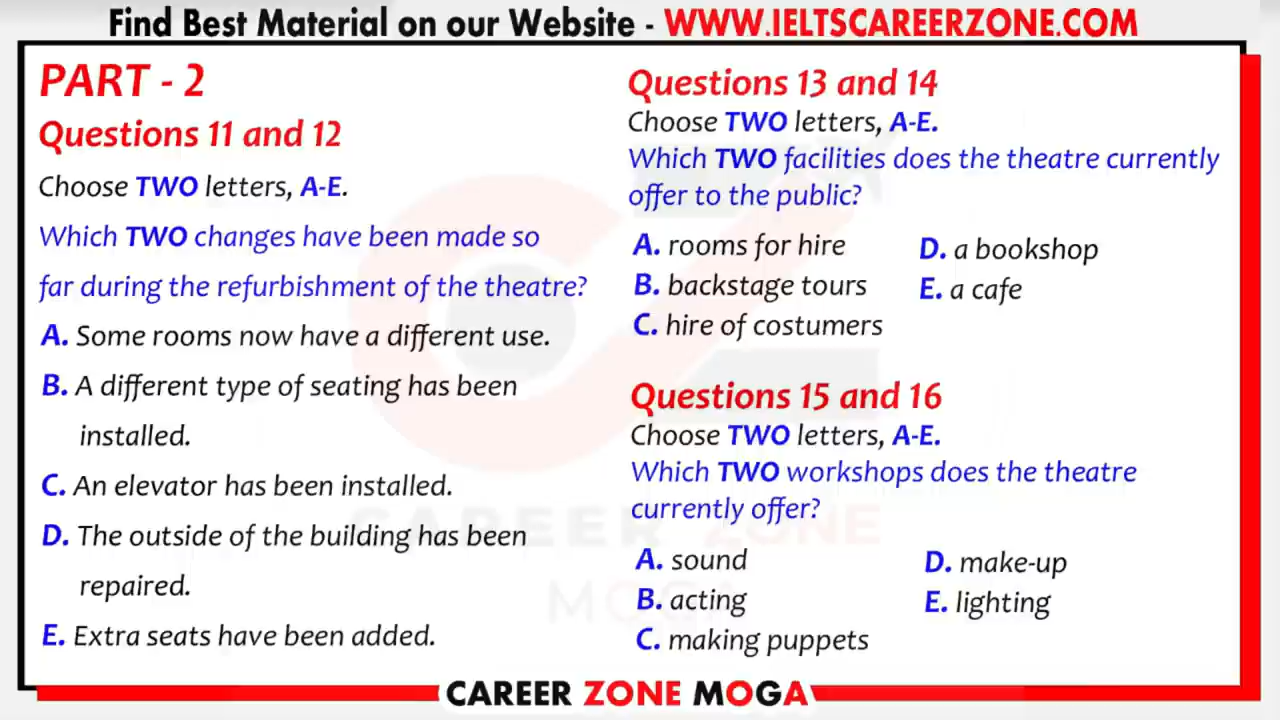 Find Best Material on our Website - WWW.IELTSCAREERZONE.COM
PART - 2
Questions 11 and 12
Choose TWO letters, A-E.
Which TWO changes have been made so
far during the refurbishment of the theatre?
A. Some rooms now have a different use.
B. A different type of seating has been
installed.
C. An elevator has been installed.
D. The outside of the building has been
repaired.
E. Extra seats have been added.
Questions 13 and 14
Choose TWO letters, A-E.
Which TWO facilities does the theatre currently
offer to the public?
A. rooms for hire
B. backstage tours
C. hire of costumers
D. a bookshop
E. a cafe
Questions 15 and 16
Choose TWO letters, A-E.
Which TWO workshops does the theatre
currently offer?
A. sound
B. acting
C. making puppets
D. make-up
E. lighting
CAREER ZONE
MOGA
CAREER ZONE MOGA